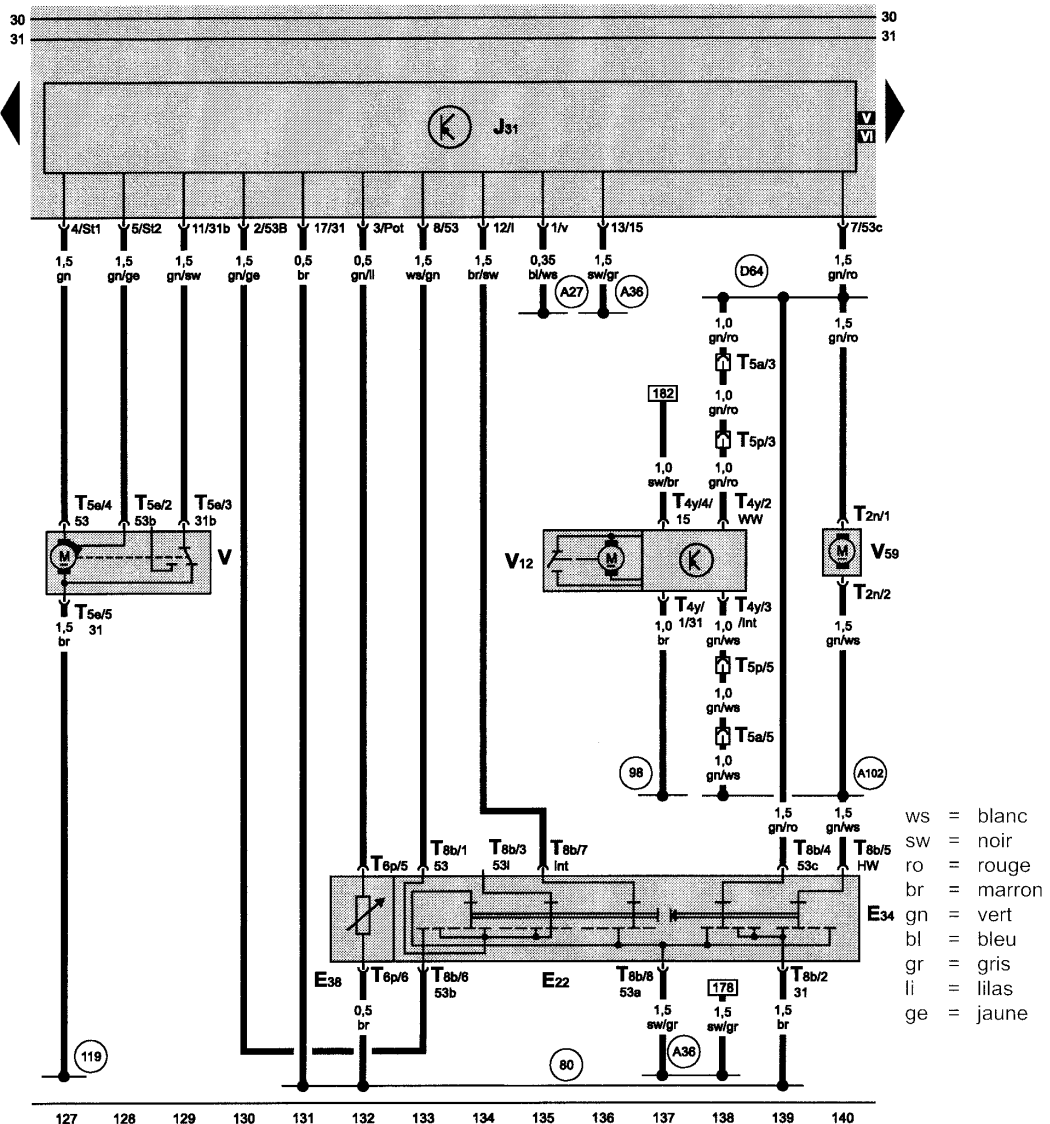 30 30
31 31
J31
V
VI
4/St1 5/St2 11/31b 2/53B 17/31 3/Pot 8/53 12/I 1/v 13/15 7/53c
1,5 1,5 1,5 1,5 0,5 0,5 1,5 1,5 0,35 1,5 1,5
gn gn/ge gn/sw gn/ge br gn/li ws/gn br/sw bl/ws sw/gr gn/ro
D64
A27 A36
1,0 1,5
gn/ro gn/ro
T5a/3
182
1,0
gn/ro
T5p/3
1,0 1,0
sw/br gn/ro
T5e/4 T5e/2 T5e/3 T4y/4/ T4y/2 T2n/1
53 53b 31b 15 WW
M V V12 M M V59
T5e/5 T4y/ T4y/3 T2n/2
31 1/31 /Int
1,5 1,0 1,0 1,5
br br gn/ws gn/ws
T5p/5
1,0
gn/ws
T5a/5
1,0
gn/ws
98 A102
1,5 1,5
gn/ro gn/ws
T6p/5 T8b/1 T8b/3 T8b/7 T8b/4 T8b/5
53 53I Int 53c HW
E34
E38 T6p/6 T8b/6 E22 T8b/8 T8b/2
53b 53a 178 31
0,5 1,5 1,5 1,5
br sw/gr sw/gr br
119 80 A36
127 128 129 130 131 132 133 134 135 136 137 138 139 140
ws = blanc
sw = noir
ro = rouge
br = marron
gn = vert
bl = bleu
gr = gris
li = lilas
ge = jaune